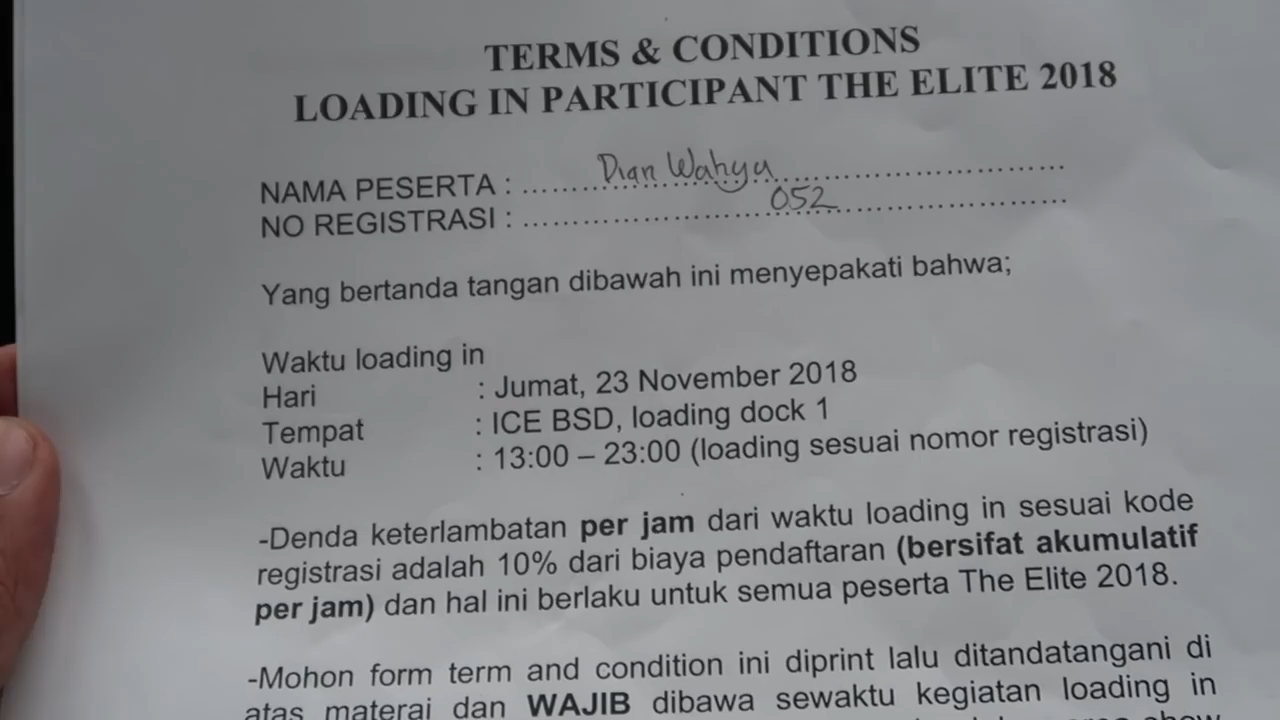 TERMS & CONDITIONS
LOADING IN PARTICIPANT THE ELITE 2018
NAMA PESERTA : ......Dian Wahyu......
NO REGISTRASI : ......052......
Yang bertanda tangan dibawah ini menyepakati bahwa;
Waktu loading in
Hari : Jumat, 23 November 2018
Tempat : ICE BSD, loading dock 1
Waktu : 13:00 – 23:00 (loading sesuai nomor registrasi)
-Denda keterlambatan per jam dari waktu loading in sesuai kode
registrasi adalah 10% dari biaya pendaftaran (bersifat akumulatif
per jam) dan hal ini berlaku untuk semua peserta The Elite 2018.
-Mohon form term and condition ini diprint lalu ditandatangani di
atas materai dan WAJIB dibawa sewaktu kegiatan loading in